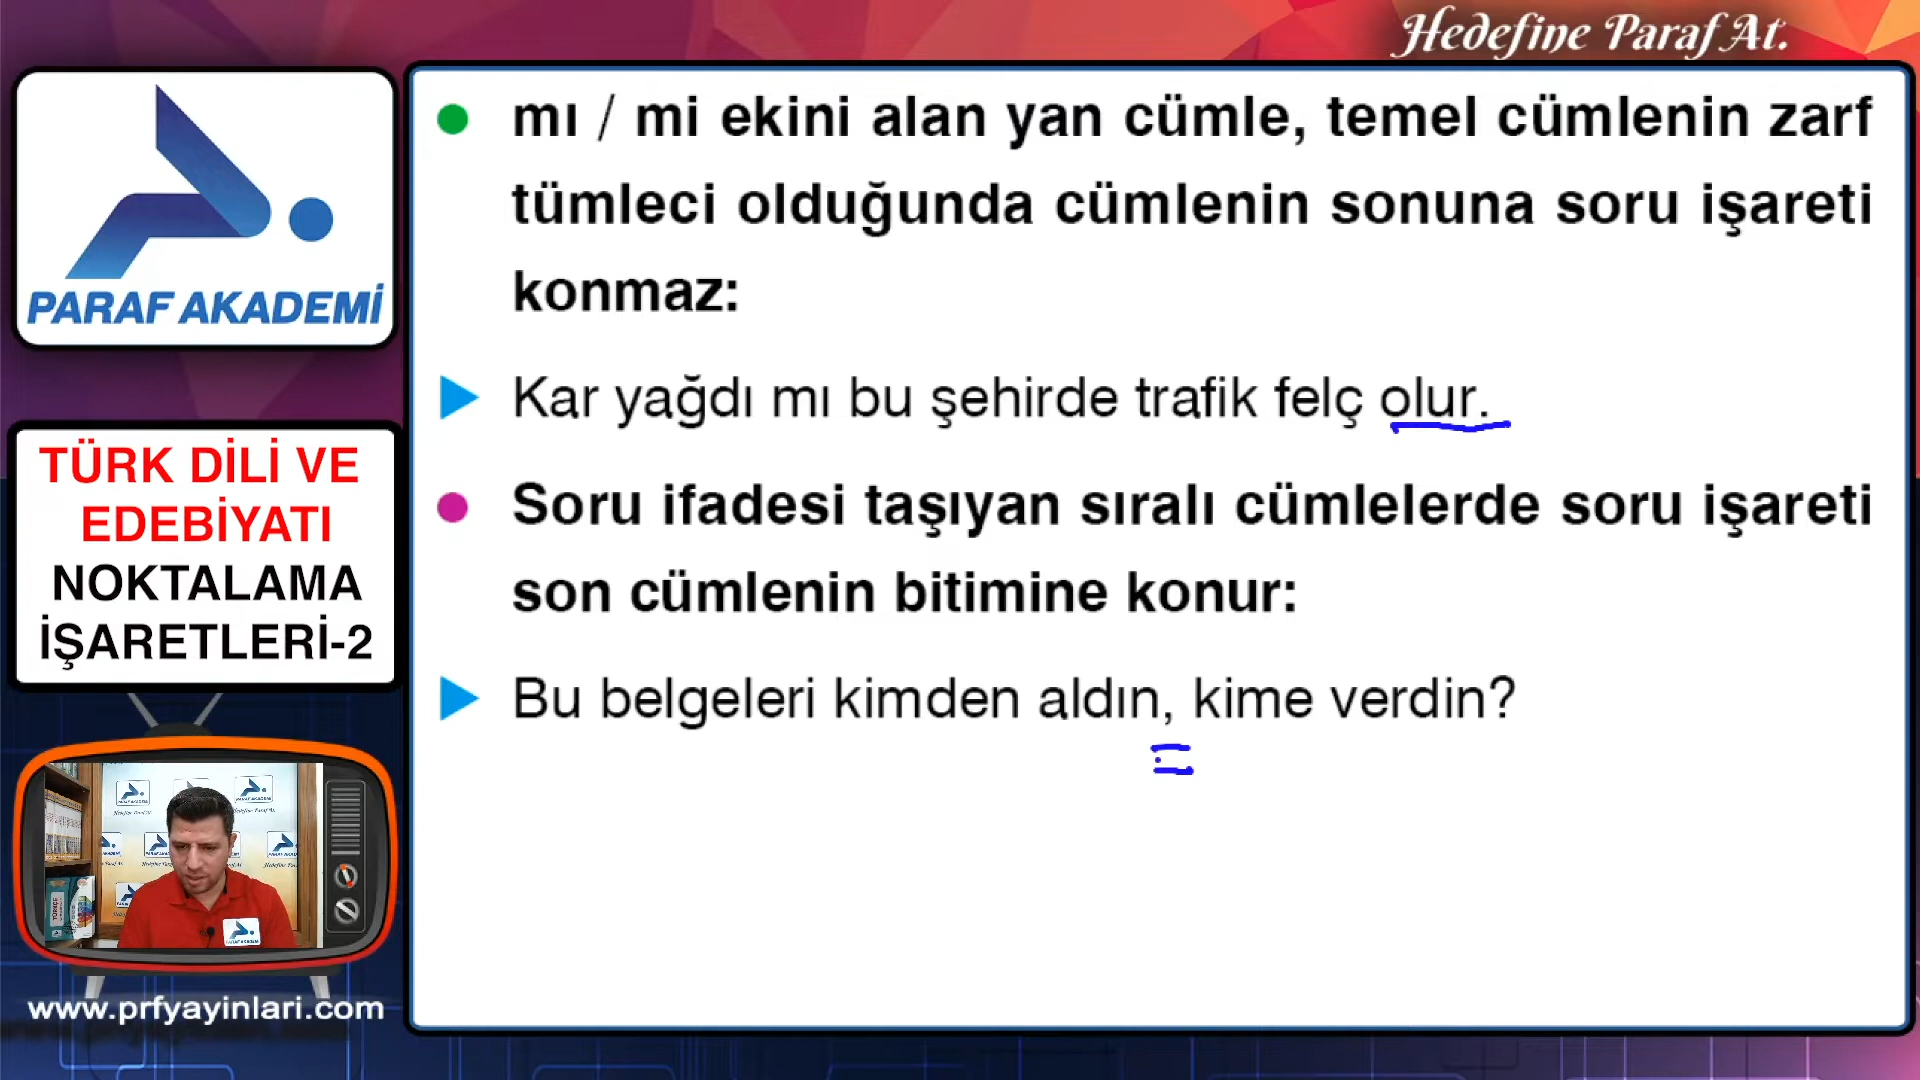 Hedefine Paraf At.
PARAF AKADEMİ
TÜRK DİLİ VE
EDEBİYATI
NOKTALAMA
İŞARETLERİ-2
www.prfyayinlari.com
mı / mi ekini alan yan cümle, temel cümlenin zarf
tümleci olduğunda cümlenin sonuna soru işareti
konmaz:
Kar yağdı mı bu şehirde trafik felç olur.
Soru ifadesi taşıyan sıralı cümlelerde soru işareti
son cümlenin bitimine konur:
Bu belgeleri kimden aldın, kime verdin?